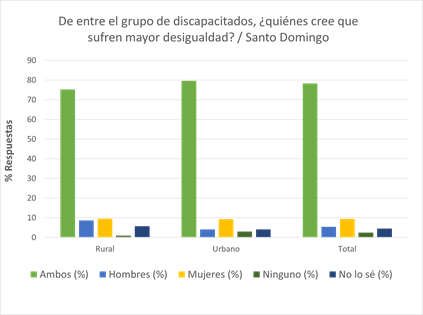 De entre el grupo de discapacitados, ¿quiénes cree que
sufren mayor desigualdad? / Santo Domingo
% Respuestas
90
80
70
60
50
40
30
20
10
0
Rural Urbano Total
Ambos (%) Hombres (%) Mujeres (%) Ninguno (%) No lo sé (%)